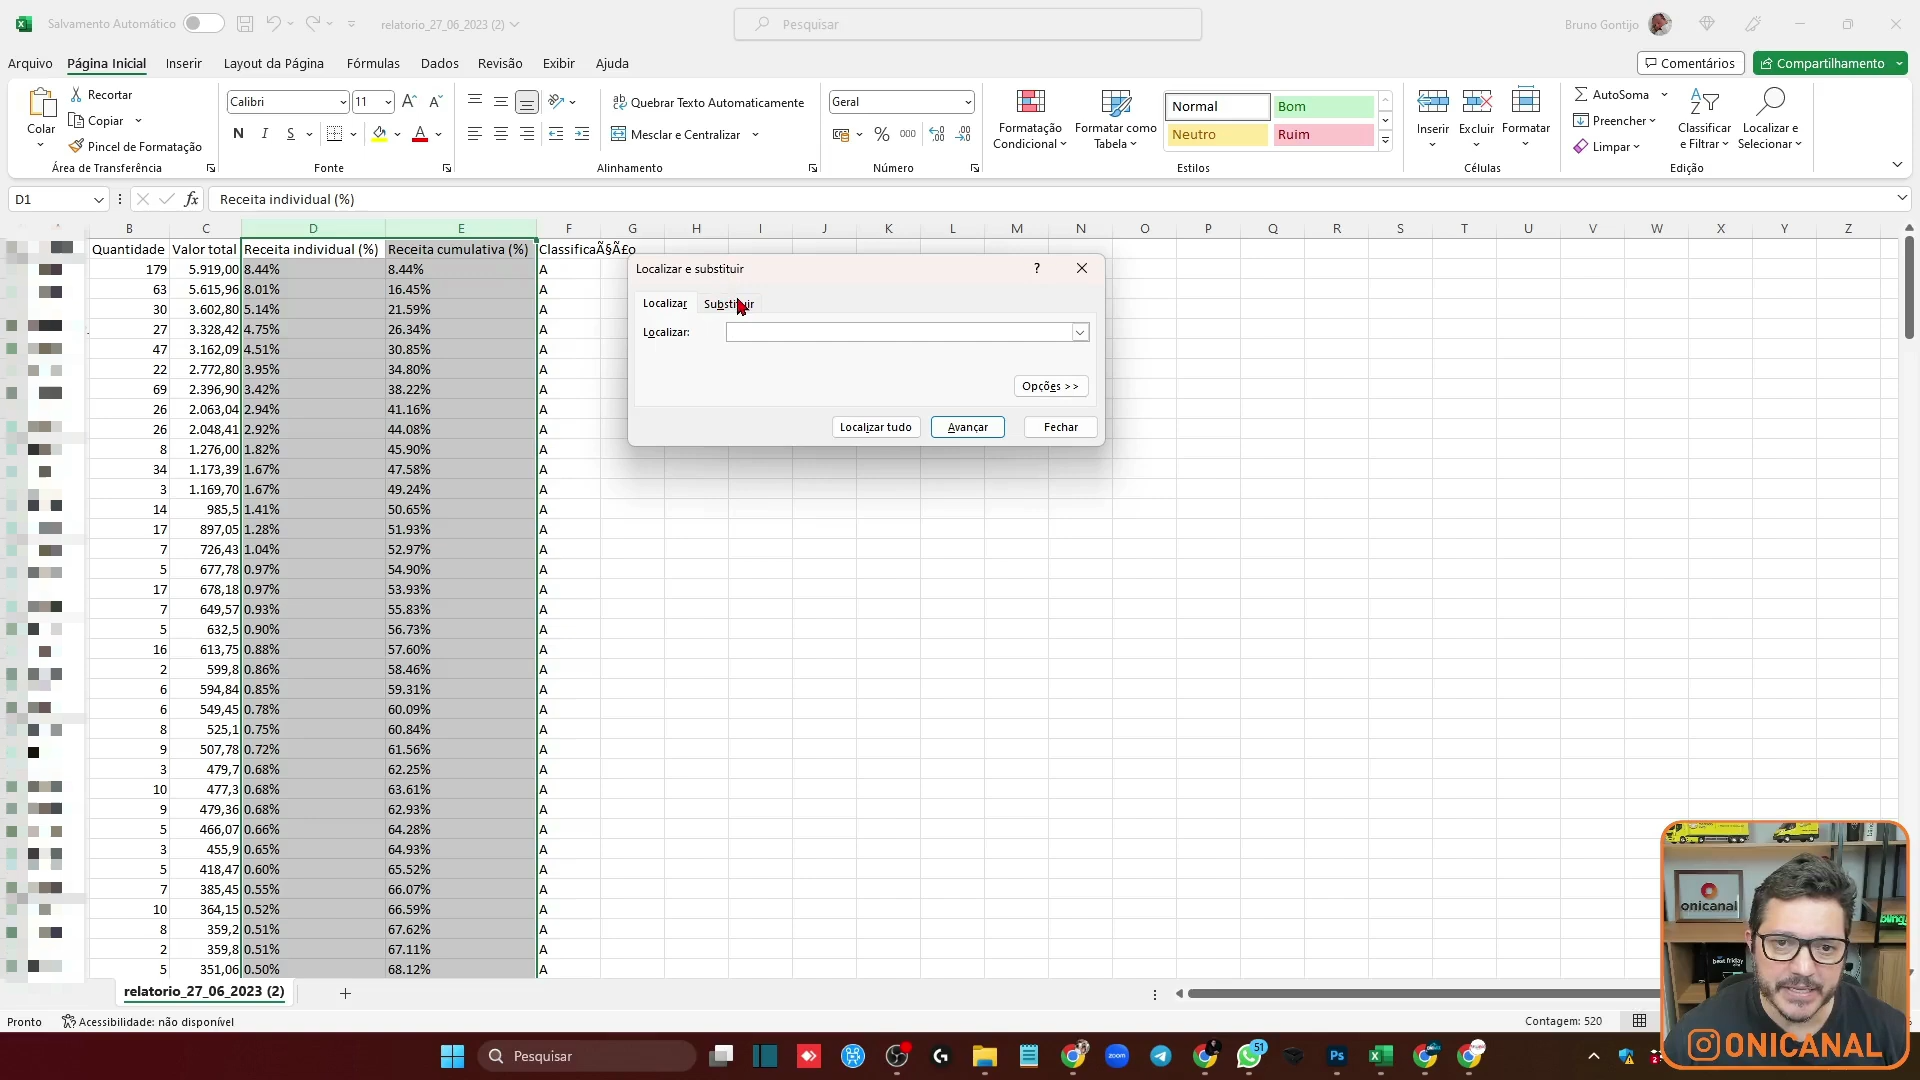 Salvamento Automático relatorio_27_06_2023 (2) Pesquisar Bruno Gontijo
Arquivo Página Inicial Inserir Layout da Página Fórmulas Dados Revisão Exibir Ajuda Comentários Compartilhamento
Colar Recortar Copiar Pincel de Formatação Área de Transferência
Calibri 11 N I S Fonte
Quebrar Texto Automaticamente Mesclar e Centralizar Alinhamento
Geral % 000 Número
Formatação Condicional Formatar como Tabela Normal Bom Neutro Ruim Estilos
Inserir Excluir Formatar Células
AutoSoma Preencher Limpar Classificar e Filtrar Localizar e Selecionar Edição
D1 fx Receita individual (%)
B C D E F G H I J K L M N O P Q R S T U V W X Y Z
Quantidade Valor total Receita individual (%) Receita cumulativa (%) ClassificaÃ§Ã£o
179 5.919,00 8.44% 8.44% A
63 5.615,96 8.01% 16.45% A
30 3.602,80 5.14% 21.59% A
27 3.328,42 4.75% 26.34% A
47 3.162,09 4.51% 30.85% A
22 2.772,80 3.95% 34.80% A
69 2.396,90 3.42% 38.22% A
26 2.063,04 2.94% 41.16% A
26 2.048,41 2.92% 44.08% A
8 1.276,00 1.82% 45.90% A
34 1.173,39 1.67% 47.58% A
3 1.169,70 1.67% 49.24% A
14 985,5 1.41% 50.65% A
17 897,05 1.28% 51.93% A
7 726,43 1.04% 52.97% A
5 677,78 0.97% 54.90% A
17 678,18 0.97% 53.93% A
7 649,57 0.93% 55.83% A
5 632,5 0.90% 56.73% A
16 613,75 0.88% 57.60% A
2 599,8 0.86% 58.46% A
6 594,84 0.85% 59.31% A
6 549,45 0.78% 60.09% A
8 525,1 0.75% 60.84% A
9 507,78 0.72% 61.56% A
3 479,7 0.68% 62.25% A
10 477,3 0.68% 63.61% A
9 479,36 0.68% 62.93% A
5 466,07 0.66% 64.28% A
3 455,9 0.65% 64.93% A
5 418,47 0.60% 65.52% A
7 385,45 0.55% 66.07% A
10 364,15 0.52% 66.59% A
8 359,2 0.51% 67.62% A
2 359,8 0.51% 67.11% A
5 351,06 0.50% 68.12% A
Localizar e substituir ?
Localizar Substituir
Localizar:
Opções >>
Localizar tudo Avançar Fechar
relatorio_27_06_2023 (2)
Pronto Acessibilidade: não disponível Contagem: 520
Pesquisar zoom 51 Ps
onicanal
bling
best friday
ONICANAL